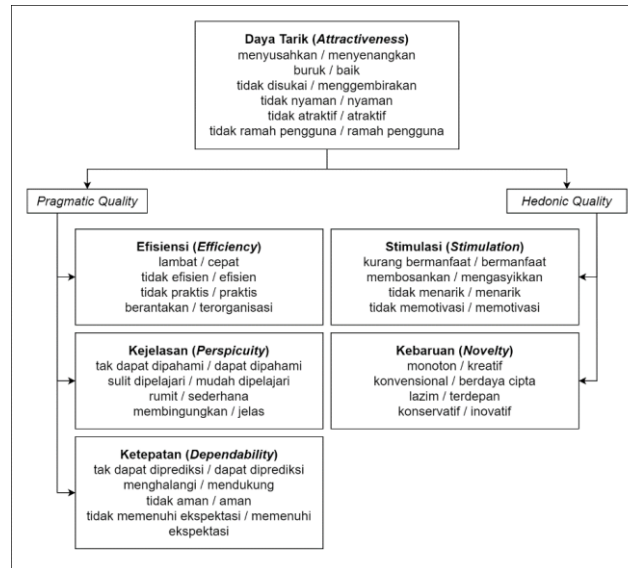 Daya Tarik (Attractiveness)
menyusahkan / menyenangkan
buruk / baik
tidak disukai / menggembirakan
tidak nyaman / nyaman
tidak atraktif / atraktif
tidak ramah pengguna / ramah pengguna
Pragmatic Quality
Hedonic Quality
Efisiensi (Efficiency)
lambat / cepat
tidak efisien / efisien
tidak praktis / praktis
berantakan / terorganisasi
Stimulasi (Stimulation)
kurang bermanfaat / bermanfaat
membosankan / mengasyikkan
tidak menarik / menarik
tidak memotivasi / memotivasi
Kejelasan (Perspicuity)
tak dapat dipahami / dapat dipahami
sulit dipelajari / mudah dipelajari
rumit / sederhana
membingungkan / jelas
Kebaruan (Novelty)
monoton / kreatif
konvensional / berdaya cipta
lazim / terdepan
konservatif / inovatif
Ketepatan (Dependability)
tak dapat diprediksi / dapat diprediksi
menghalangi / mendukung
tidak aman / aman
tidak memenuhi ekspektasi / memenuhi
ekspektasi